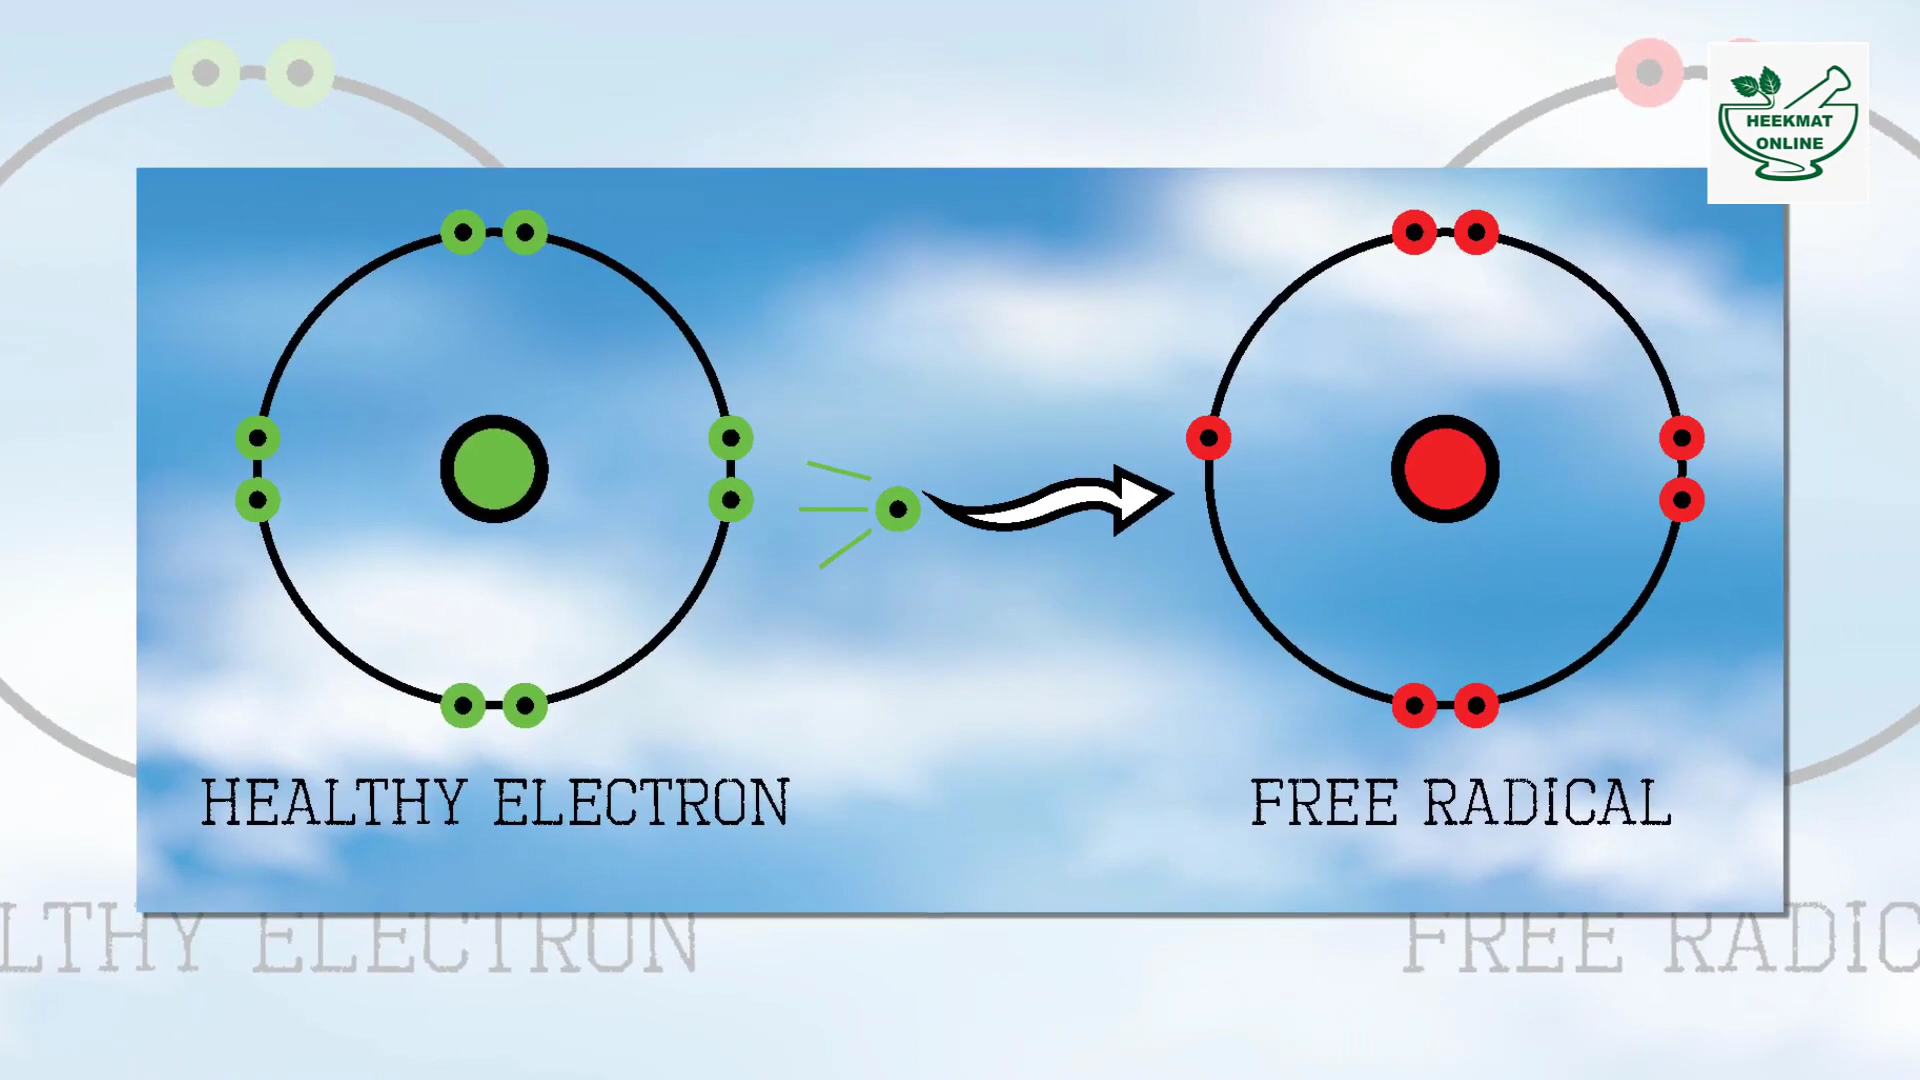 HEEKMAT
ONLINE
HEALTHY ELECTRON
FREE RADICAL
LTHY ELECTRON
FREE RADIC